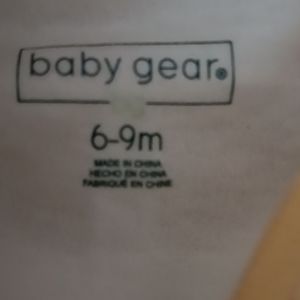 baby gear®
6-9m
MADE IN CHINA
HECHO EN CHINA
FABRIQUÉ EN CHINE